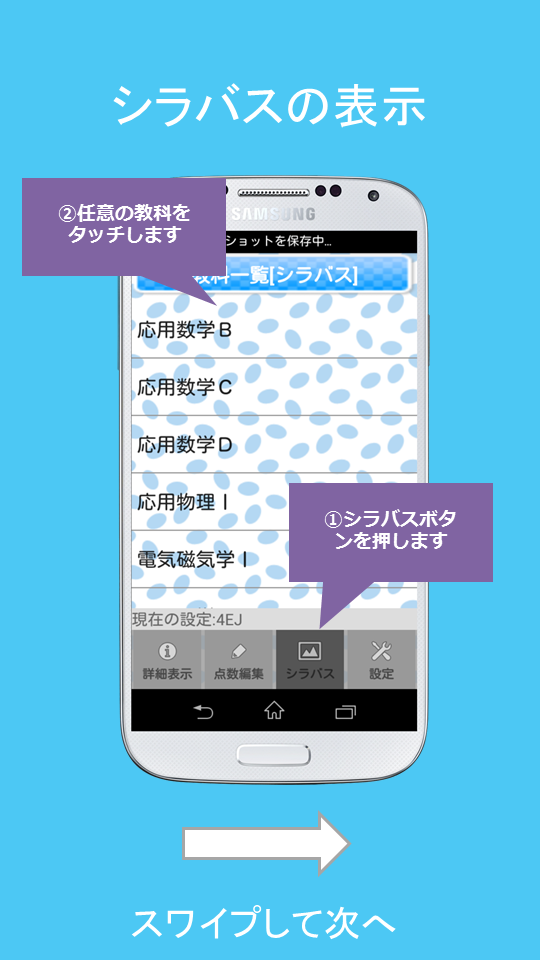 シラバスの表示
②任意の教科を
タッチします
SAMSUNG
ショットを保存中...
教科一覧[シラバス]
応用数学B
応用数学C
応用数学D
応用物理Ⅰ
①シラバスボタ
ンを押します
電気磁気学Ⅰ
現在の設定:4EJ
詳細表示 点数編集 シラバス 設定
スワイプして次へ